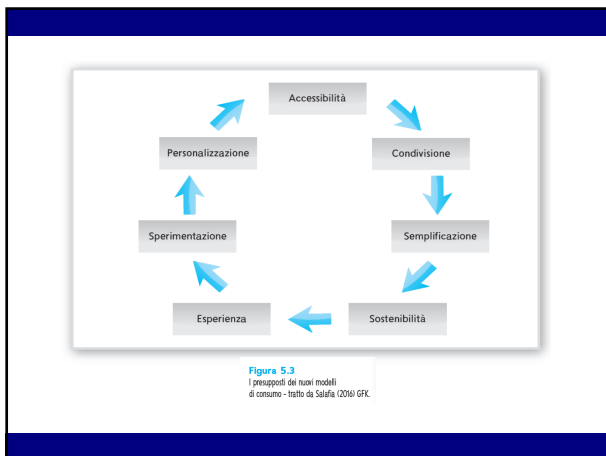 Accessibilità
Condivisione
Semplificazione
Sostenibilità
Esperienza
Sperimentazione
Personalizzazione
Figura 5.3
I presupposti dei nuovi modelli
di consumo - tratto da Salafia (2016) GFK.